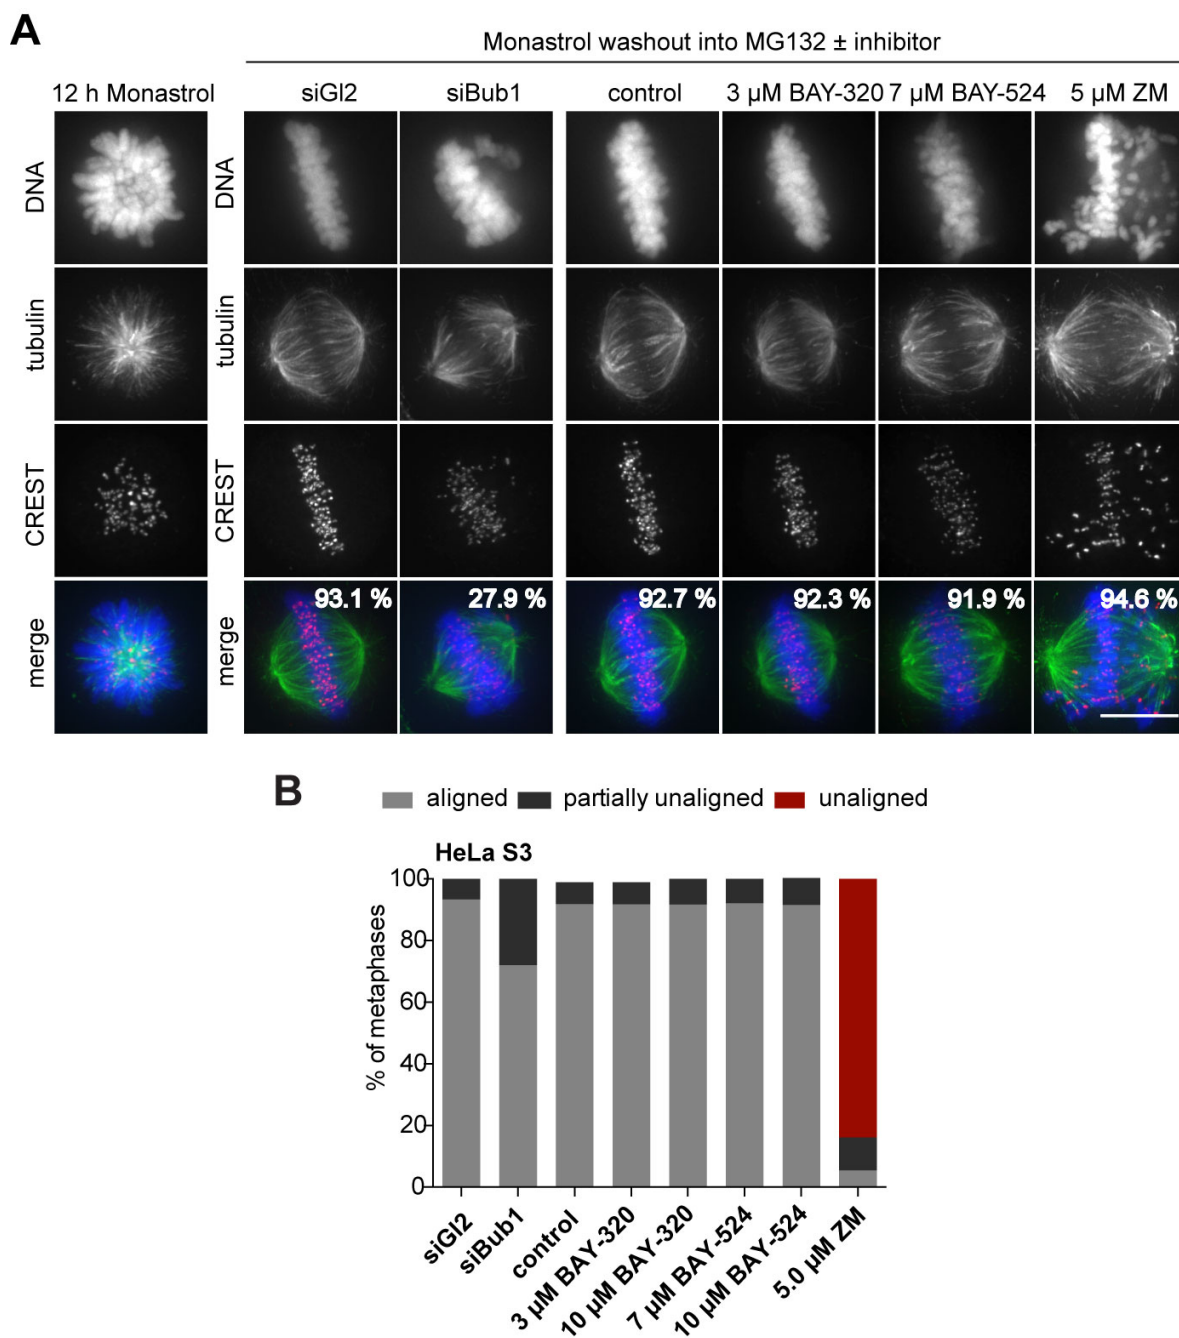 A
Monastrol washout into MG132 ± inhibitor
12 h Monastrol
siGl2
siBub1
control
3 µM BAY-320
7 µM BAY-524
5 µM ZM
DNA
DNA
tubulin
tubulin
CREST
CREST
merge
merge
93.1 %
27.9 %
92.7 %
92.3 %
91.9 %
94.6 %
B
aligned
partially unaligned
unaligned
HeLa S3
% of metaphases
100
80
60
40
20
0
siGl2
siBub1
control
3 µM BAY-320
10 µM BAY-320
7 µM BAY-524
10 µM BAY-524
5.0 µM ZM